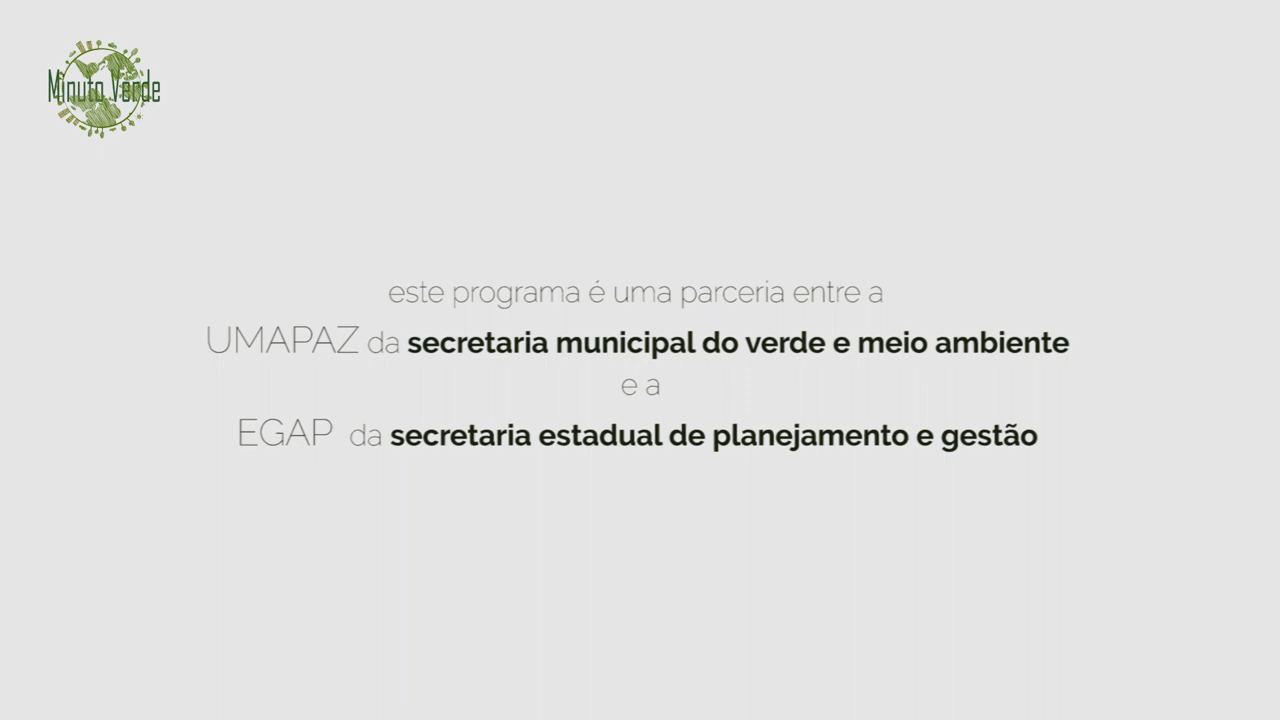 Minuto Verde
este programa é uma parceria entre a
UMAPAZ da secretaria municipal do verde e meio ambiente
e a
EGAP da secretaria estadual de planejamento e gestão